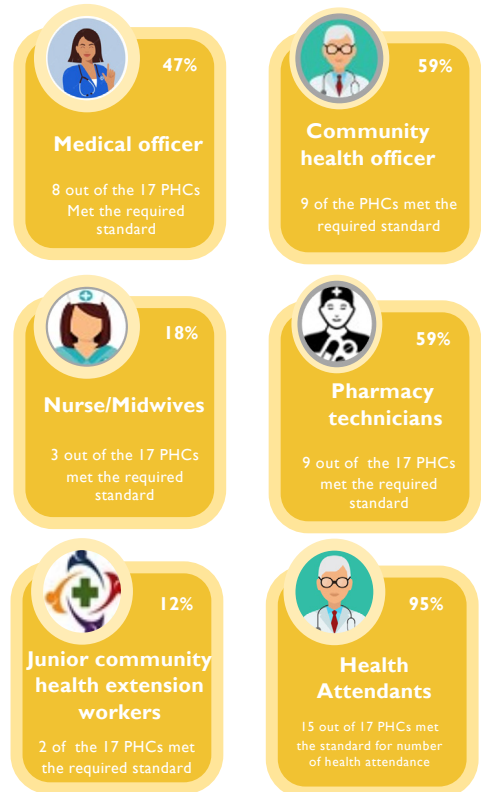 47%
Medical officer
8 out of the 17 PHCs
Met the required
standard
59%
Community
health officer
9 of the PHCs met the
required standard
18%
Nurse/Midwives
3 out of the 17 PHCs
met the required
standard
59%
Pharmacy
technicians
9 out of the 17 PHCs
met the required
standard
12%
Junior community
health extension
workers
2 of the 17 PHCs met
the required standard
95%
Health
Attendants
15 out of 17 PHCs met
the standard for number
of health attendance